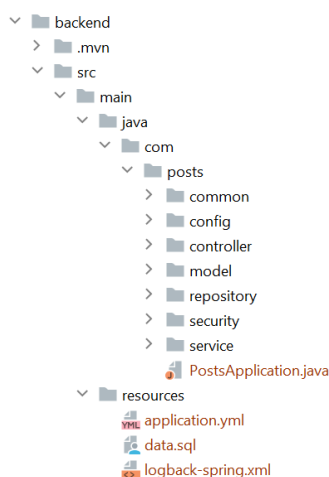 backend
.mvn
src
main
java
com
posts
common
config
controller
model
repository
security
service
PostsApplication.java
resources
YML application.yml
data.sql
logback-spring.xml